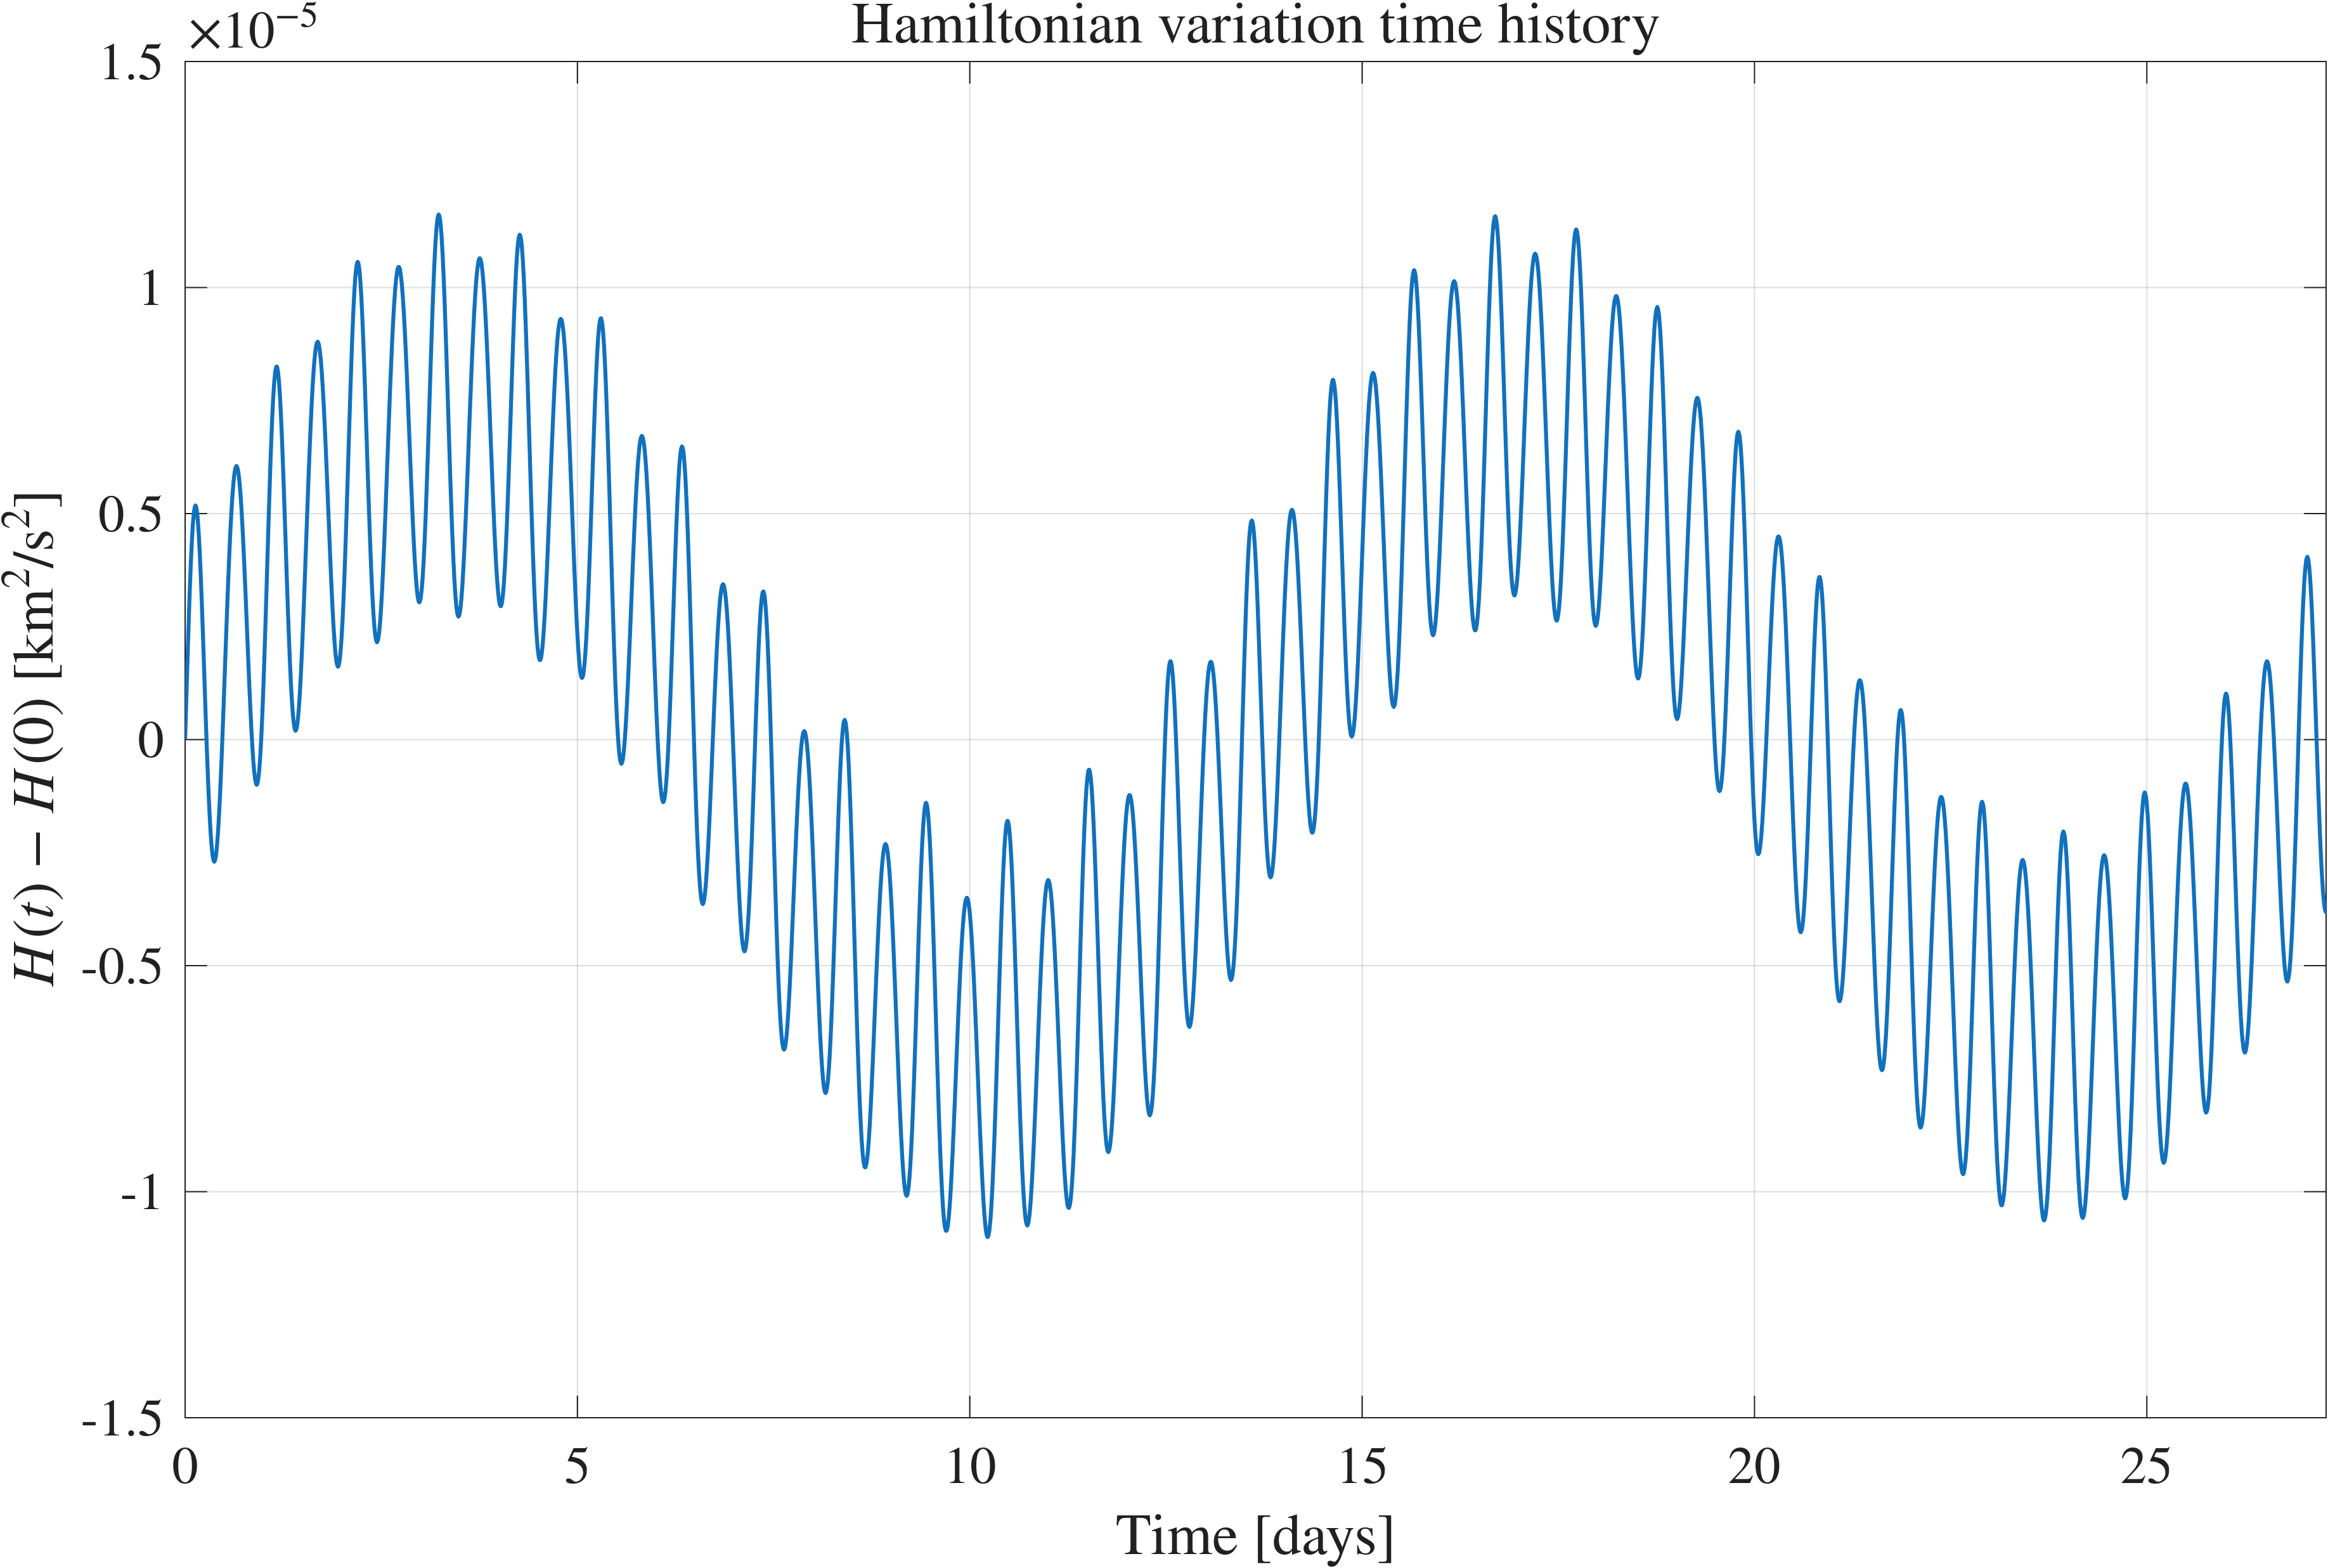 ×10⁻⁵
Hamiltonian variation time history
1.5
1
0.5
0
-0.5
-1
-1.5
H(t) − H(0) [km²/s²]
0 5 10 15 20 25
Time [days]